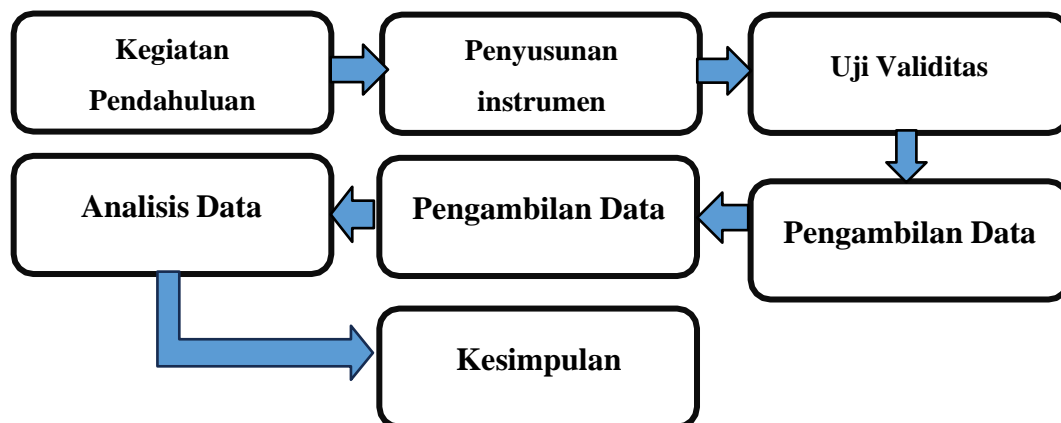 Kegiatan
Pendahuluan
Penyusunan
instrumen
Uji Validitas
Pengambilan Data
Pengambilan Data
Analisis Data
Kesimpulan